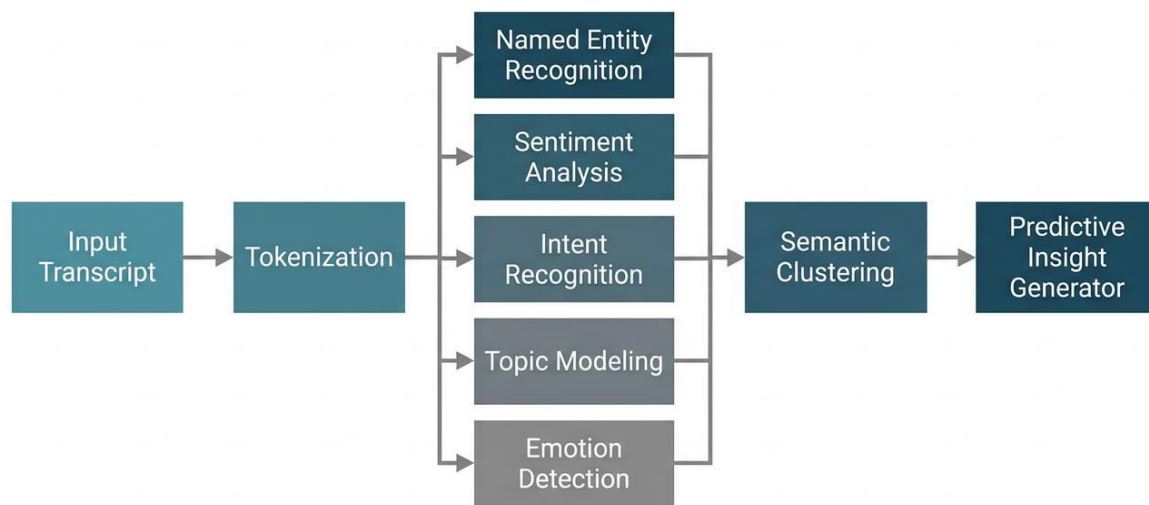 Input
Transcript
Tokenization
Named Entity
Recognition
Sentiment
Analysis
Intent
Recognition
Topic Modeling
Emotion
Detection
Semantic
Clustering
Predictive
Insight
Generator